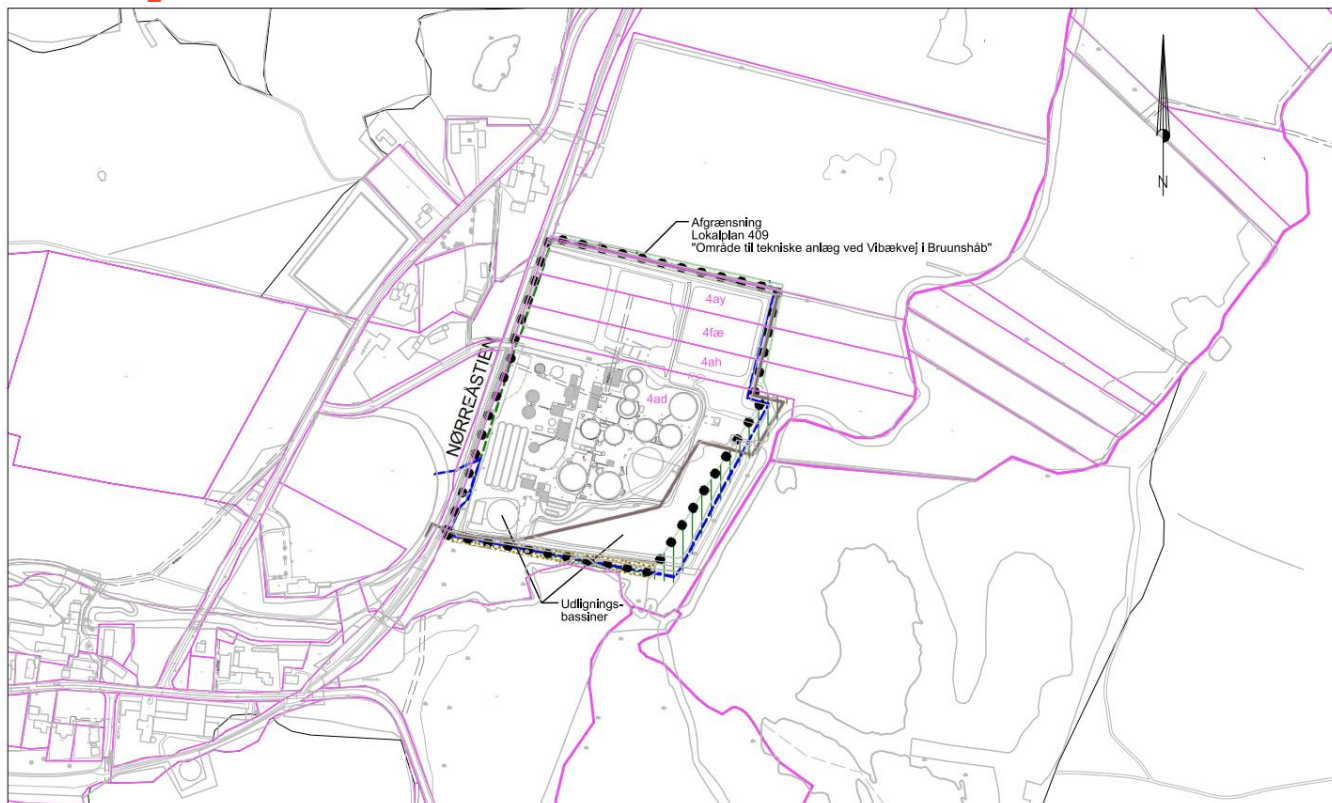 N
Afgrænsning
Lokalplan 409
"Område til tekniske anlæg ved Vibækvej i Bruunshåb"
4ay
4fæ
4ah
4ad
NØRREÅSTIEN
Udlignings-
bassiner